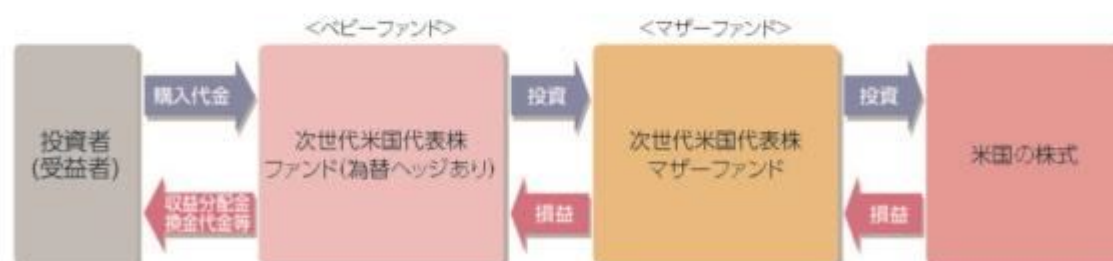 <ベビーファンド>
<マザーファンド>
投資者
(受益者)
購入代金
収益分配金
換金代金等
次世代米国代表株
ファンド(為替ヘッジあり)
投資
損益
次世代米国代表株
マザーファンド
投資
損益
米国の株式